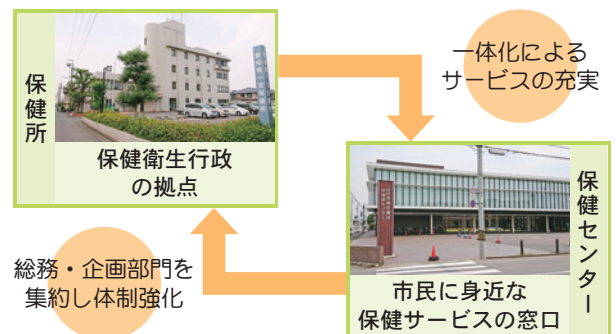 保健所
保健衛生行政
の拠点
一体化による
サービスの充実
保健センター
市民に身近な
保健サービスの窓口
総務・企画部門を
集約し体制強化